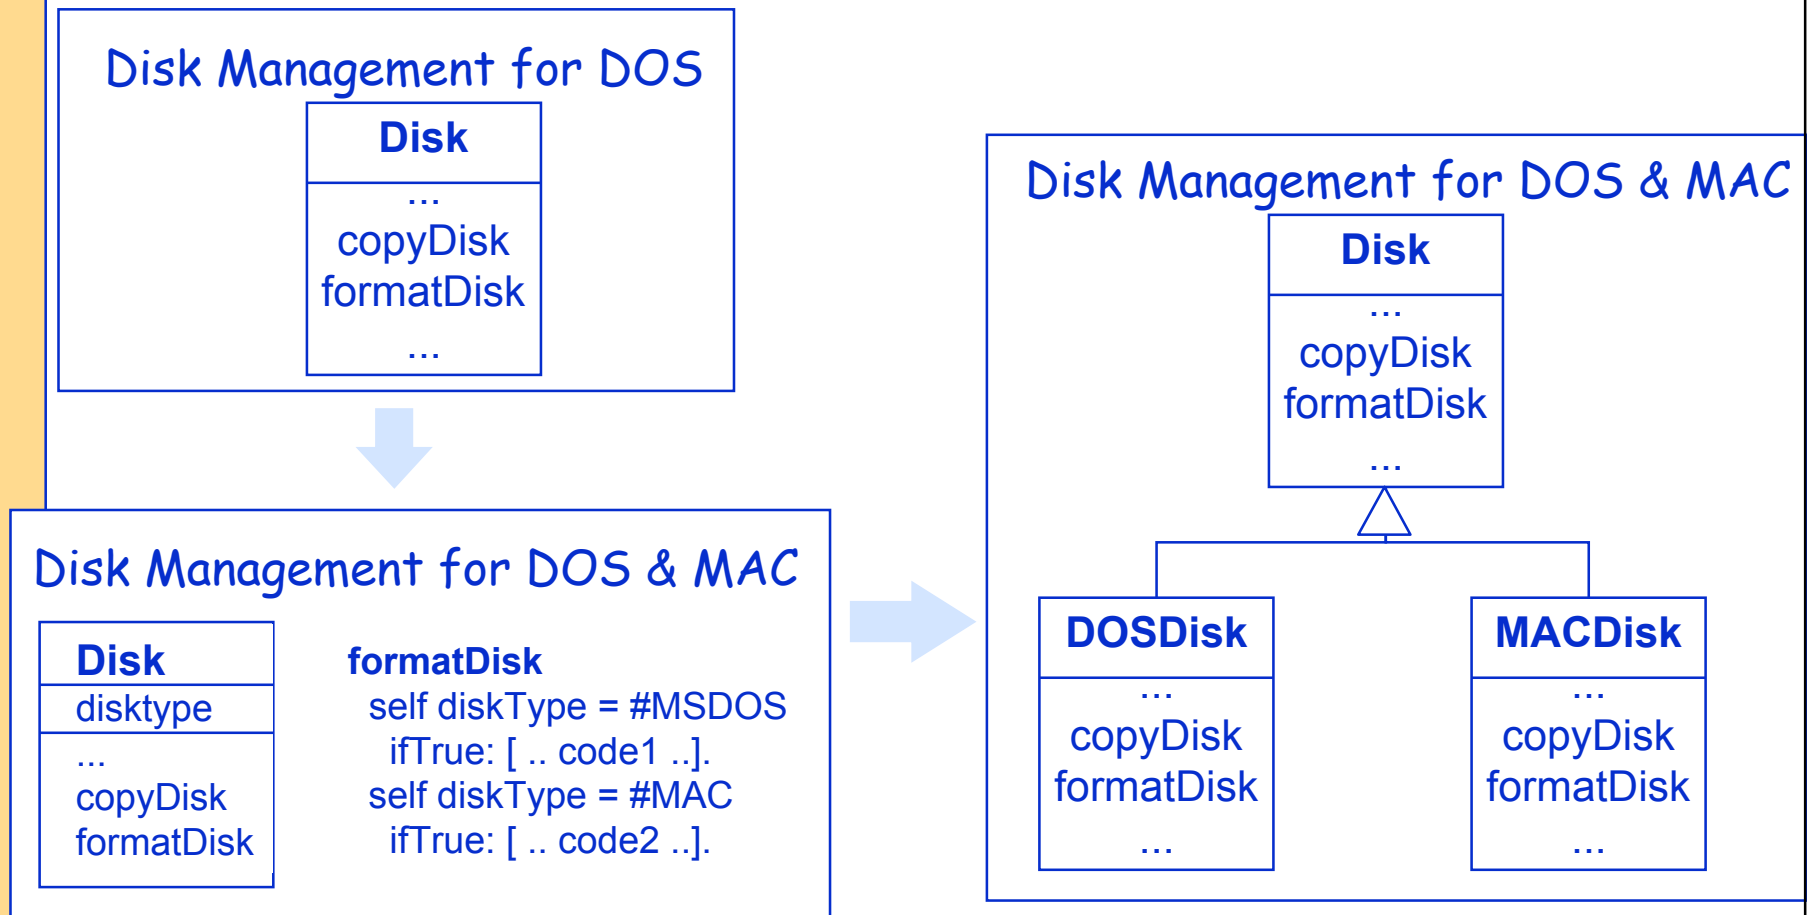 Disk Management for DOS
Disk
...
copyDisk
formatDisk
...
Disk Management for DOS & MAC
Disk
disktype
...
copyDisk
formatDisk
formatDisk
self diskType = #MSDOS
ifTrue: [ .. code1 ..].
self diskType = #MAC
ifTrue: [ .. code2 ..].
Disk Management for DOS & MAC
Disk
...
copyDisk
formatDisk
...
DOSDisk
...
copyDisk
formatDisk
...
MACDisk
...
copyDisk
formatDisk
...